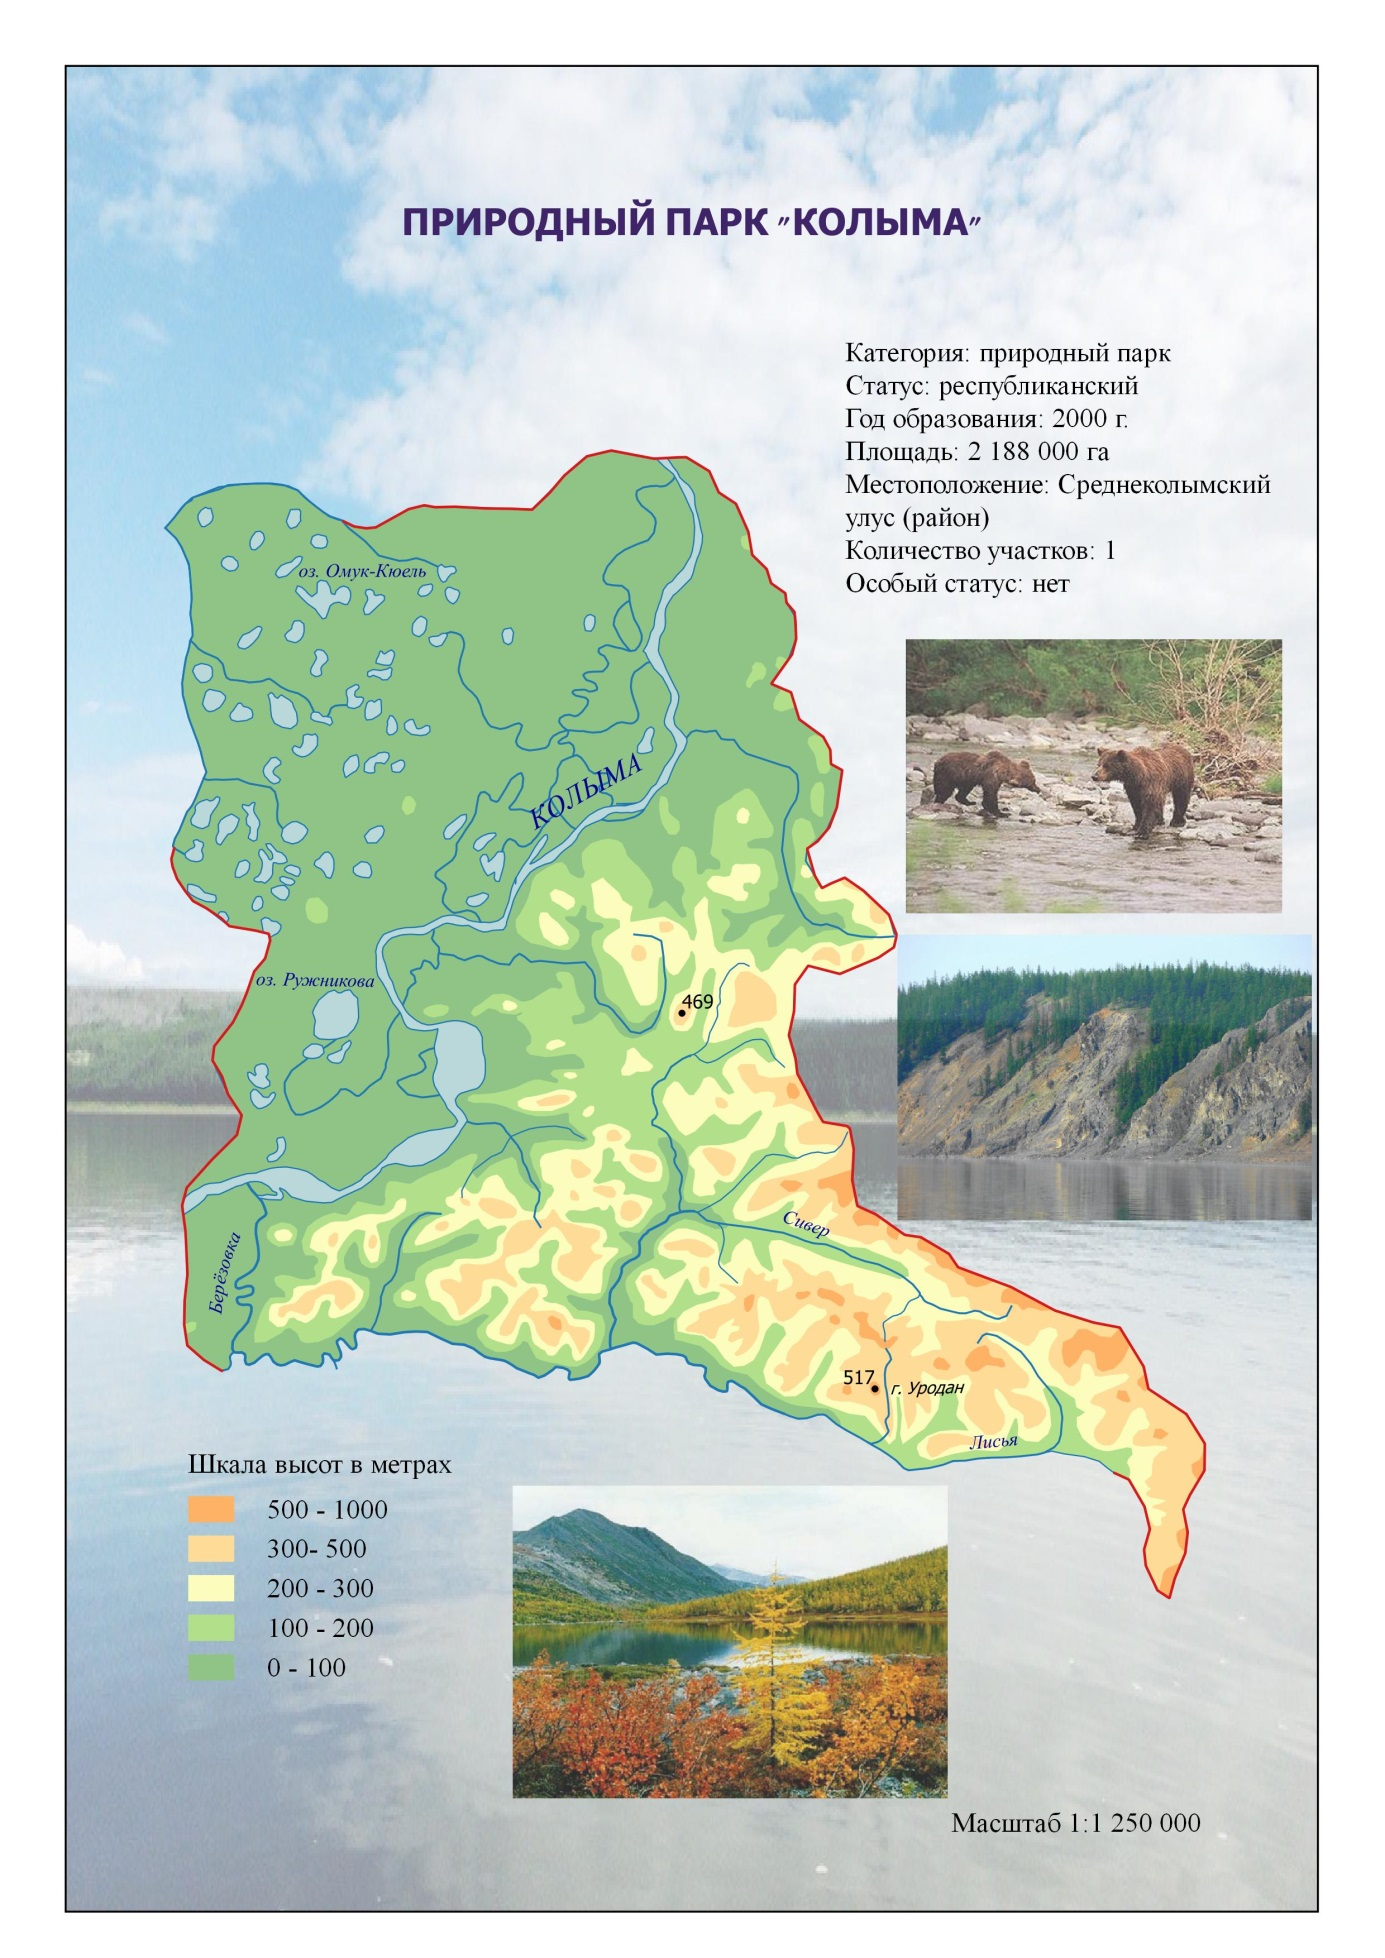 ПРИРОДНЫЙ ПАРК "КОЛЫМА"
Категория: природный парк
Статус: республиканский
Год образования: 2000 г.
Площадь: 2 188 000 га
Местоположение: Среднеколымский
улус (район)
Количество участков: 1
Особый статус: нет
оз. Омук-Кюель
КОЛЫМА
оз. Ружникова
469
Сивер
Берёзовка
517
г. Уродан
Лисья
Шкала высот в метрах
500 - 1000
300- 500
200 - 300
100 - 200
0 - 100
Масштаб 1:1 250 000